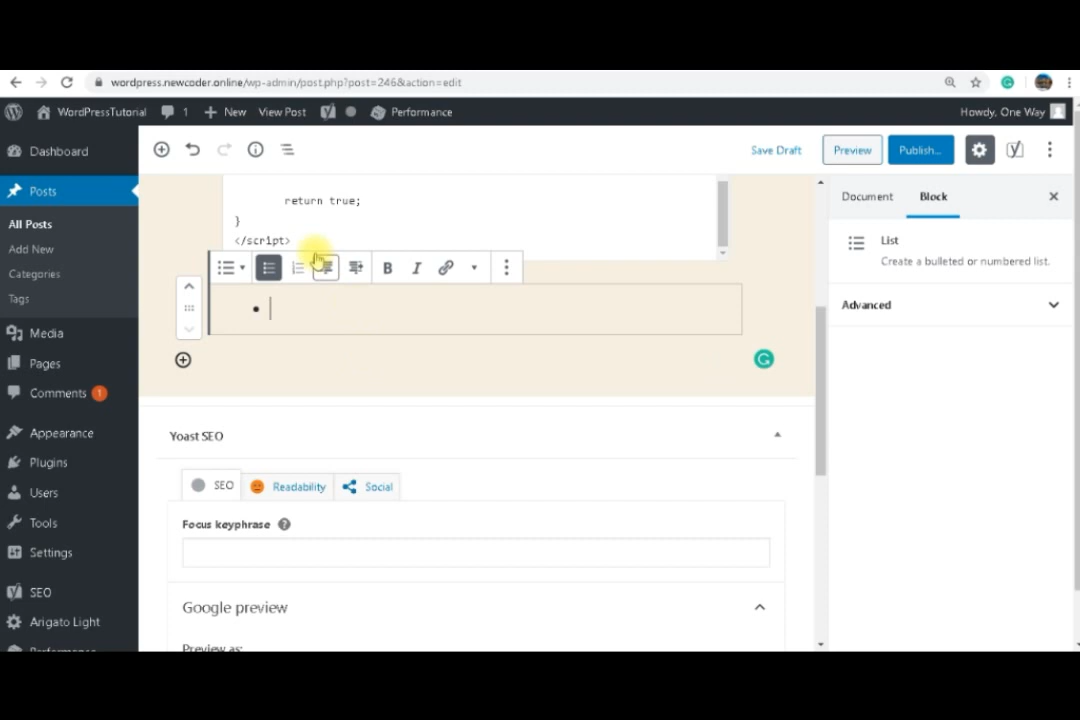 wordpress.newcoder.online/wp-admin/post.php?post=246&action=edit
WordPressTutorial 1 New View Post Performance Howdy, One Way
Dashboard
Posts
All Posts
Add New
Categories
Tags
Media
Pages
Comments 1
Appearance
Plugins
Users
Tools
Settings
SEO
Arigato Light
Performance
Save Draft Preview Publish...
return true;
}
</script>
B I
Yoast SEO
SEO Readability Social
Focus keyphrase
Google preview
Preview as:
Document Block
List
Create a bulleted or numbered list.
Advanced